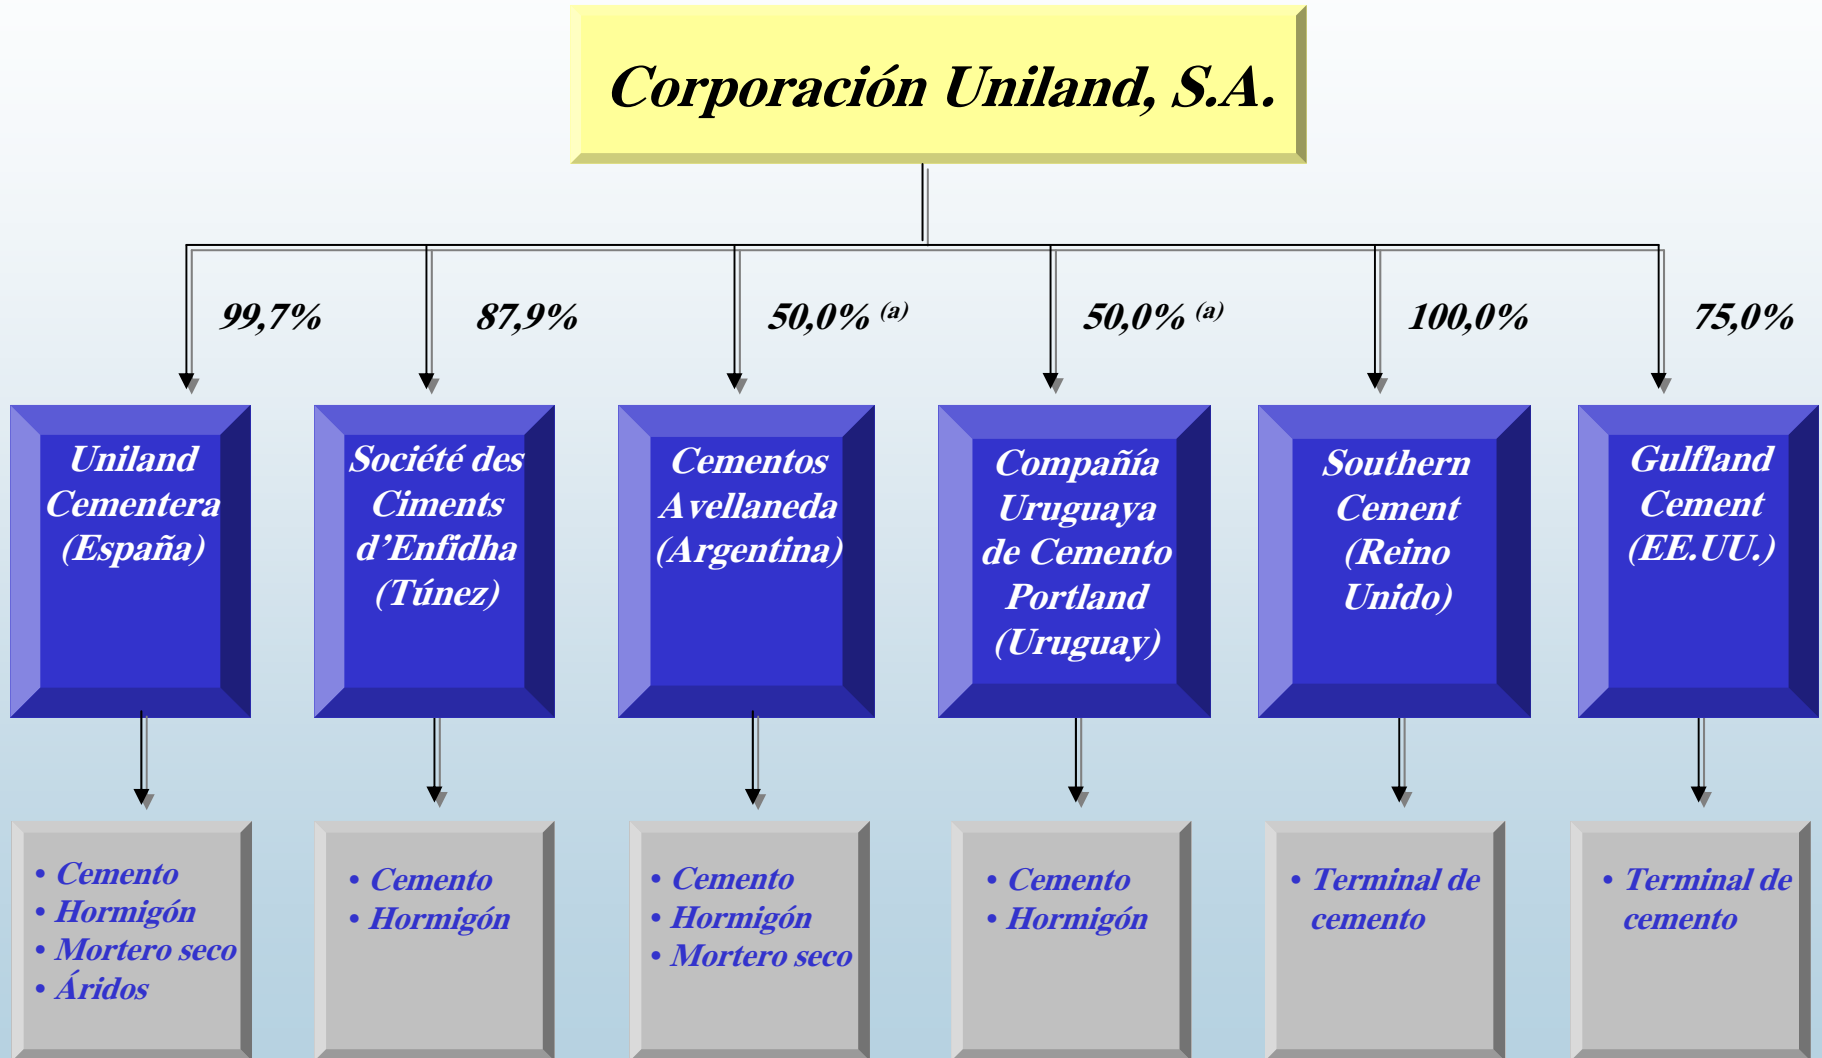 Corporación Uniland, S.A.
99,7%
87,9%
50,0% (a)
50,0% (a)
100,0%
75,0%
Uniland
Cementera
(España)
Société des
Ciments
d’Enfidha
(Túnez)
Cementos
Avellaneda
(Argentina)
Compañía
Uruguaya
de Cemento
Portland
(Uruguay)
Southern
Cement
(Reino
Unido)
Gulfland
Cement
(EE.UU.)
• Cemento
• Hormigón
• Mortero seco
• Áridos
• Cemento
• Hormigón
• Cemento
• Hormigón
• Mortero seco
• Cemento
• Hormigón
• Terminal de
cemento
• Terminal de
cemento